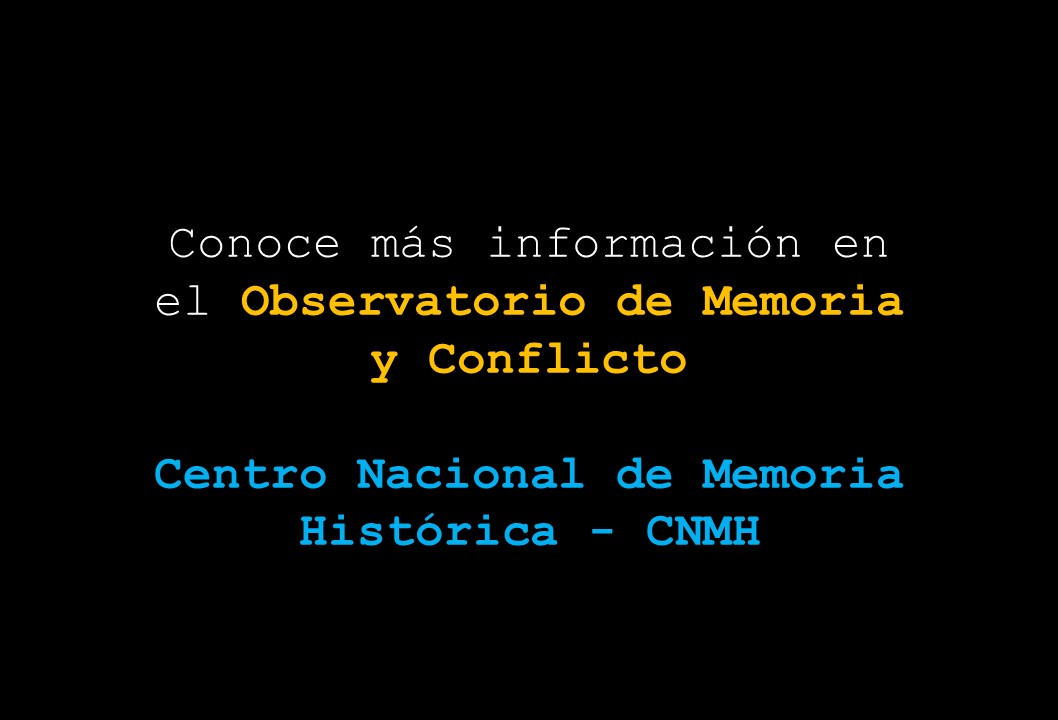 Conoce más información en
el Observatorio de Memoria
y Conflicto
Centro Nacional de Memoria
Histórica - CNMH